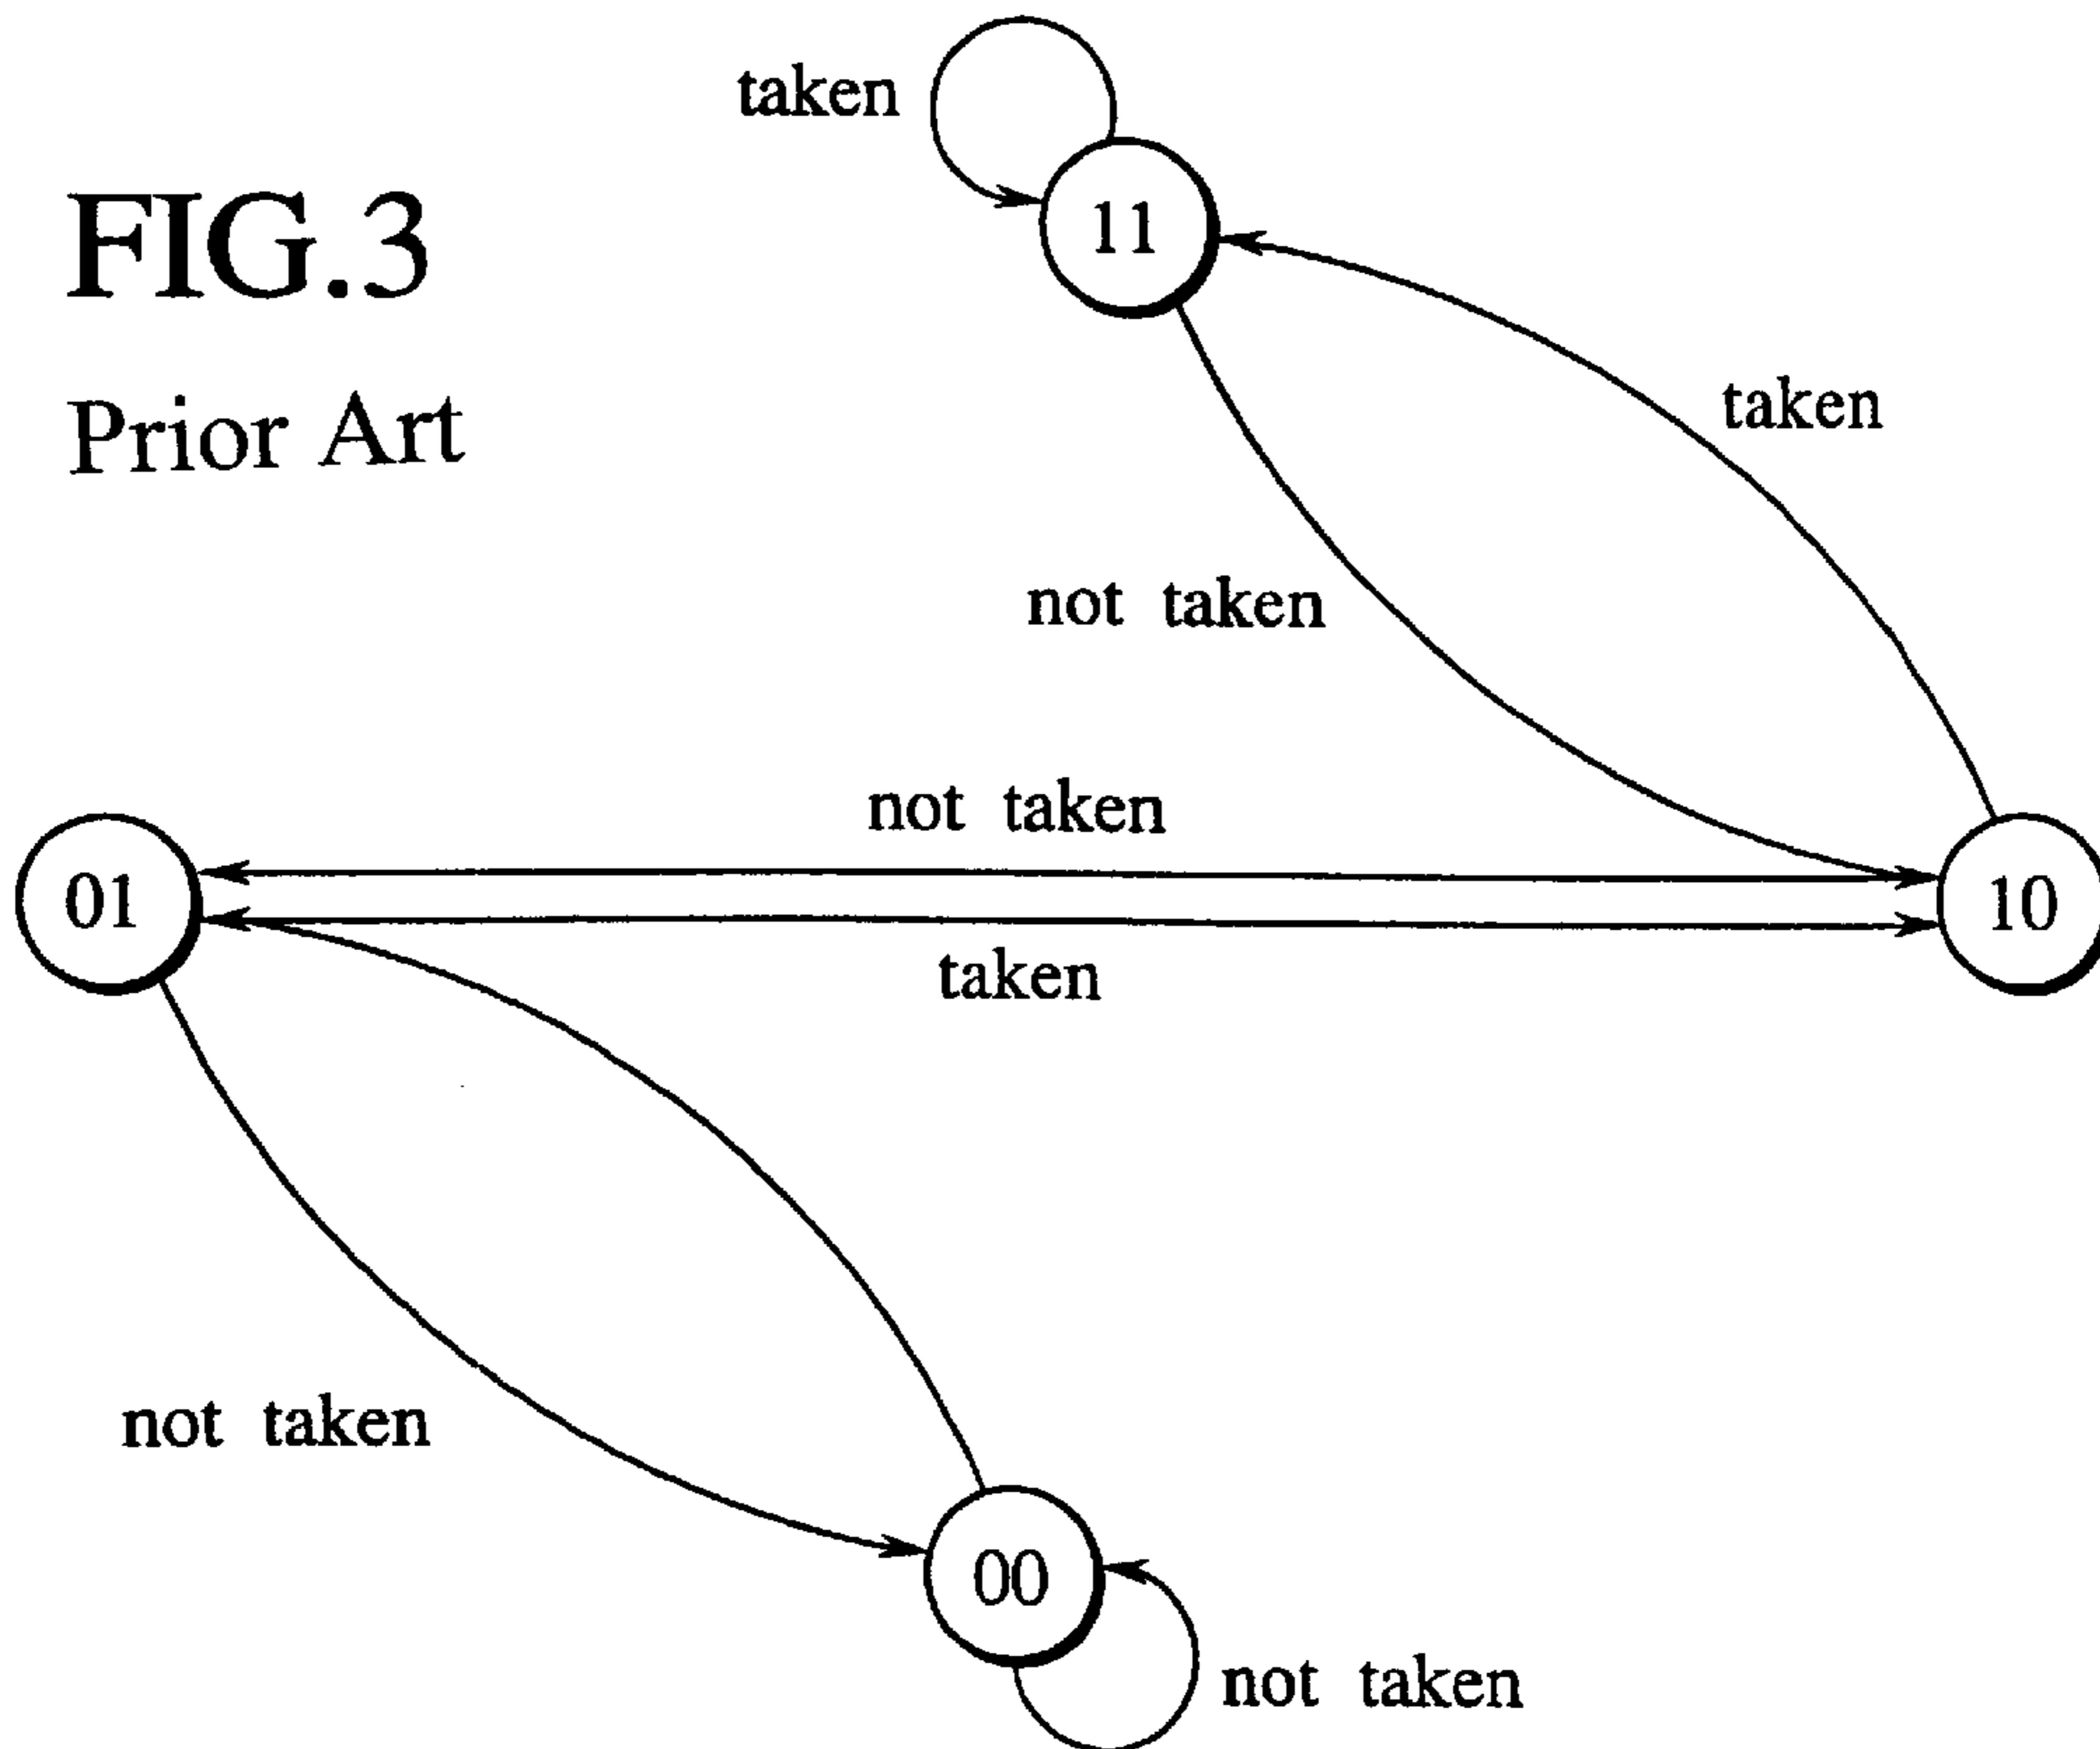 taken
FIG.3
11
Prior Art
taken
not taken
not taken
01
10
taken
not taken
00
not taken